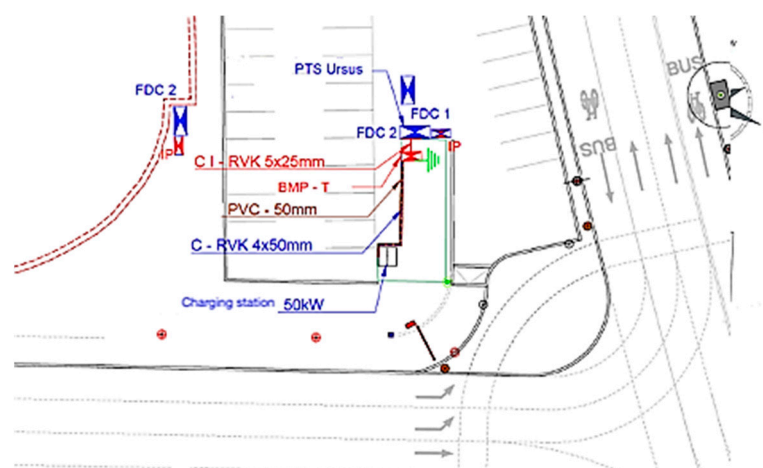 PTS Ursus
BUS
FDC 2
FDC 1
FDC 2
IP
BUS
IP
C I - RVK 5x25mm
BMP - T
PVC - 50mm
C - RVK 4x50mm
Charging station 50kW